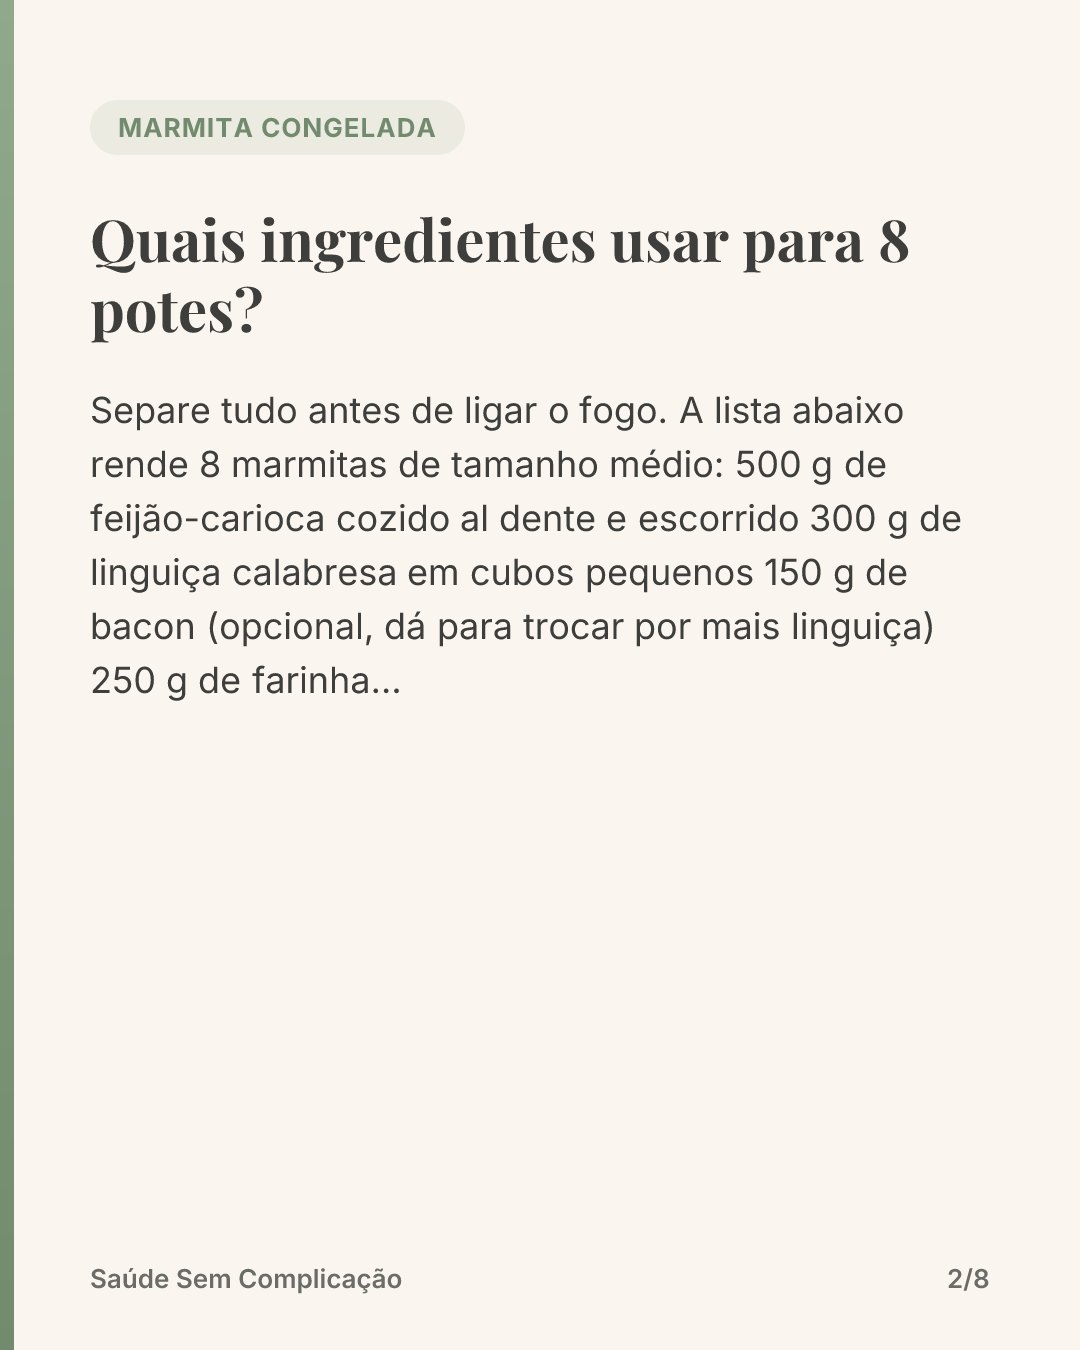 MARMITA CONGELADA
Quais ingredientes usar para 8
potes?
Separe tudo antes de ligar o fogo. A lista abaixo
rende 8 marmitas de tamanho médio: 500 g de
feijão-carioca cozido al dente e escorrido 300 g de
linguiça calabresa em cubos pequenos 150 g de
bacon (opcional, dá para trocar por mais linguiça)
250 g de farinha...
Saúde Sem Complicação
2/8